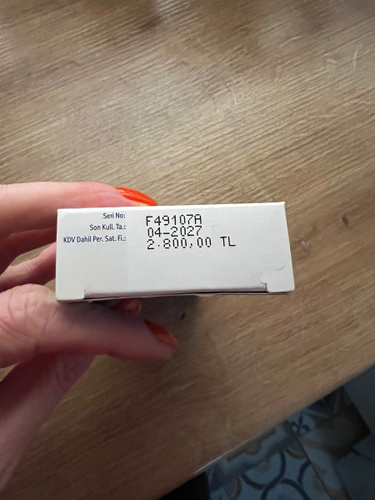 Seri No: F49107A
Son Kull. Ta.: 04-2027
KDV Dahil Per. Sat. Fi.: 2.800,00 TL